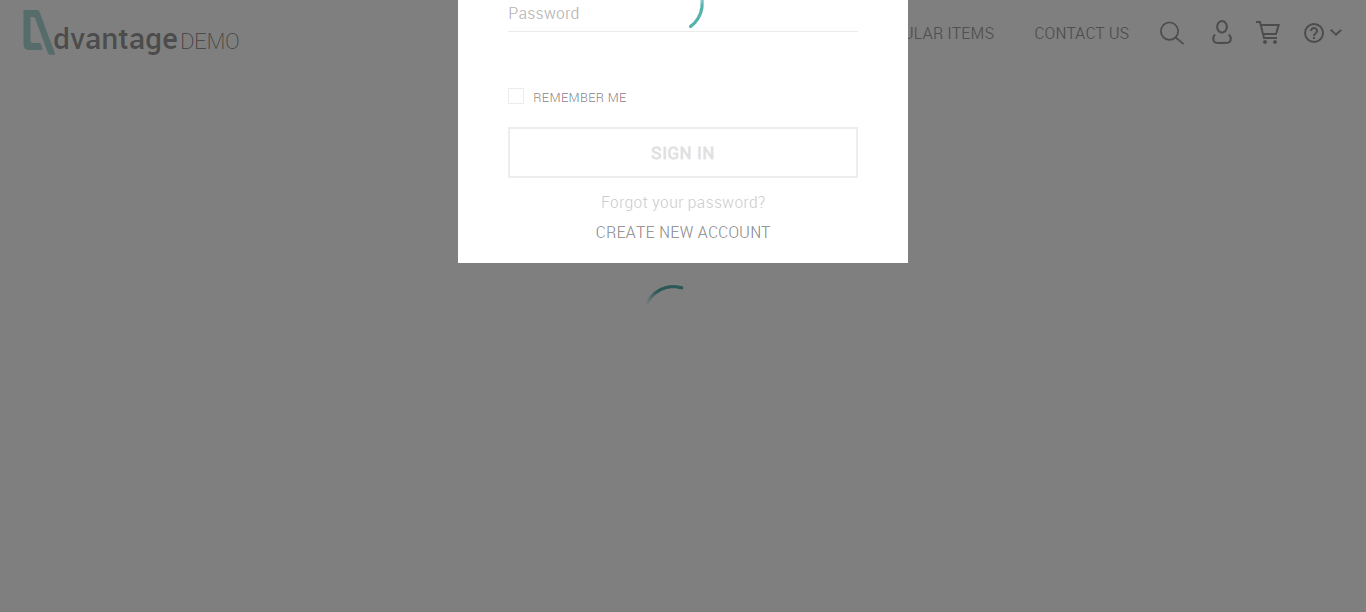 Password
dvantage DEMO
ULAR ITEMS
CONTACT US
REMEMBER ME
SIGN IN
Forgot your password?
CREATE NEW ACCOUNT